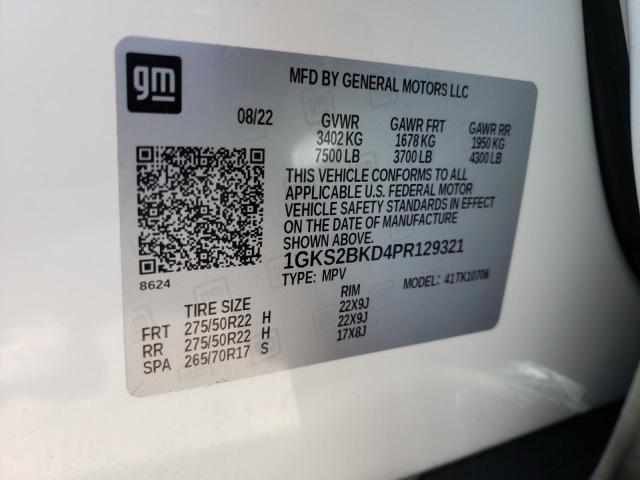 gm
MFD BY GENERAL MOTORS LLC
08/22 GVWR GAWR FRT GAWR RR
3402 KG 1678 KG 1950 KG
7500 LB 3700 LB 4300 LB
THIS VEHICLE CONFORMS TO ALL
APPLICABLE U.S. FEDERAL MOTOR
VEHICLE SAFETY STANDARDS IN EFFECT
ON THE DATE OF MANUFACTURE
SHOWN ABOVE.
1GKS2BKD4PR129321
8624
TYPE: MPV MODEL: 41TK10706
TIRE SIZE RIM
FRT 275/50R22 H 22X9J
RR 275/50R22 H 22X9J
SPA 265/70R17 S 17X8J